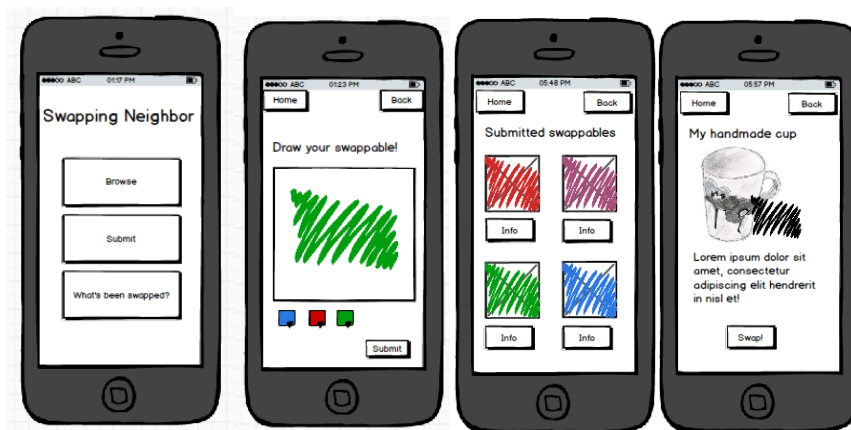 ABC 01:17 PM
Swapping Neighbor
Browse
Submit
What's been swapped?
ABC 01:23 PM
Home Back
Draw your swappable!
Submit
ABC 05:48 PM
Home Back
Submitted swappables
Info Info
Info Info
ABC 05:57 PM
Home Back
My handmade cup
Lorem ipsum dolor sit
amet, consectetur
adipiscing elit hendrerit
in nisl et!
Swap!